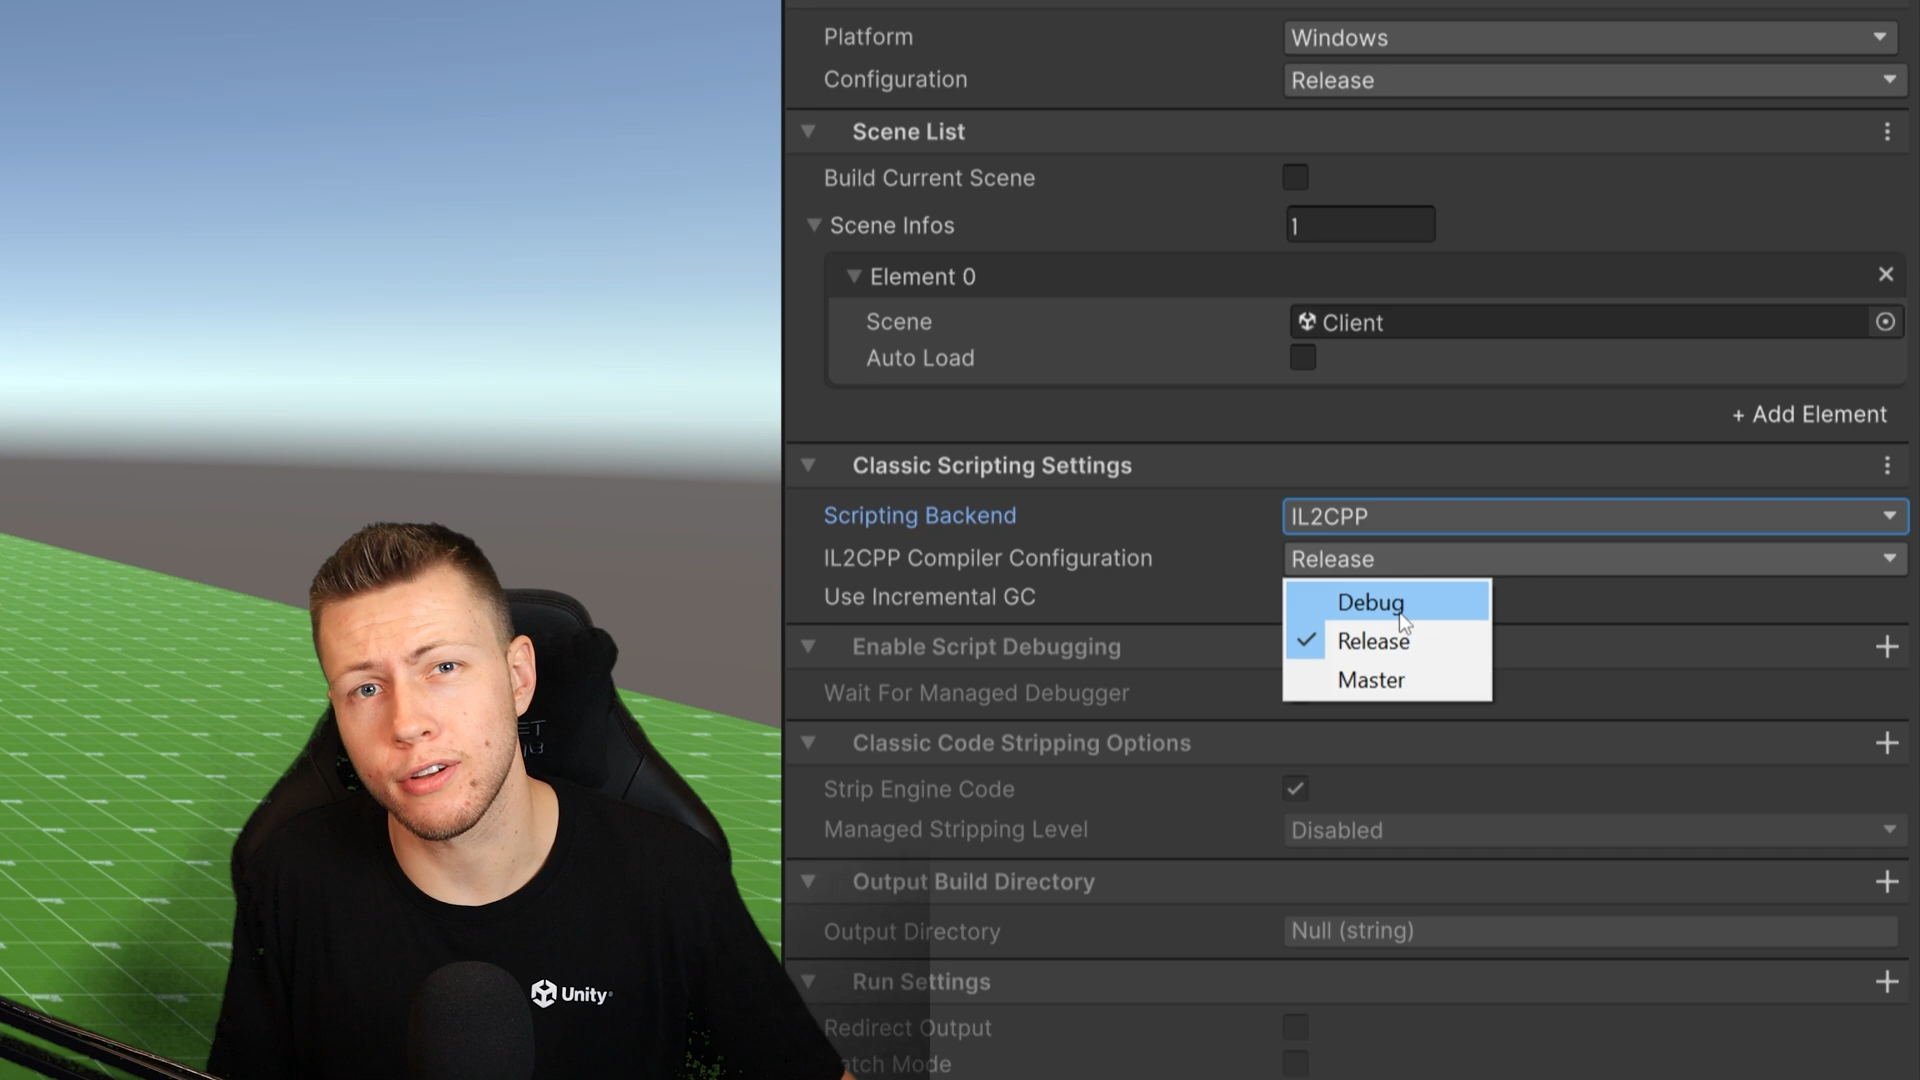 Platform
Windows
Configuration
Release
Scene List
Build Current Scene
Scene Infos
1
Element 0
Scene
Client
Auto Load
+ Add Element
Classic Scripting Settings
Scripting Backend
IL2CPP
IL2CPP Compiler Configuration
Release
Use Incremental GC
Debug
Release
Master
Enable Script Debugging
Wait For Managed Debugger
Classic Code Stripping Options
Strip Engine Code
Managed Stripping Level
Disabled
Output Build Directory
Output Directory
Null (string)
Run Settings
Redirect Output
atch Mode
Unity